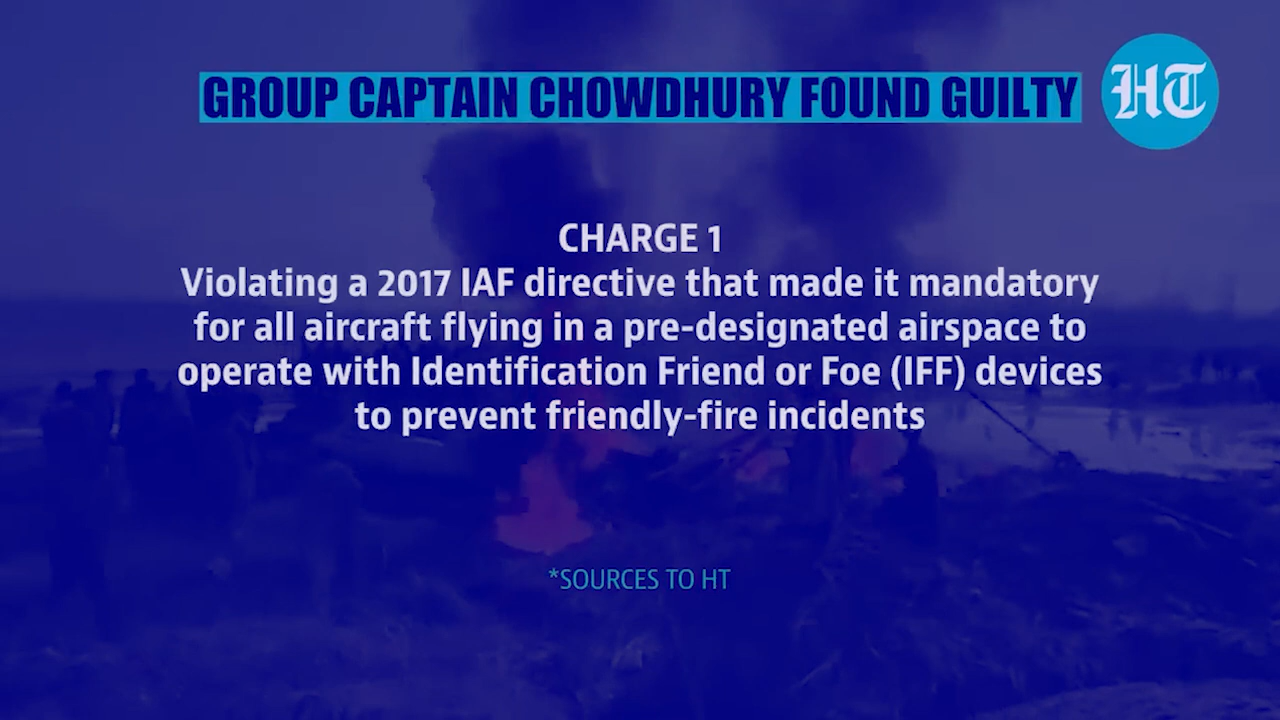 GROUP CAPTAIN CHOWDHURY FOUND GUILTY
HT
CHARGE 1
Violating a 2017 IAF directive that made it mandatory
for all aircraft flying in a pre-designated airspace to
operate with Identification Friend or Foe (IFF) devices
to prevent friendly-fire incidents
*SOURCES TO HT